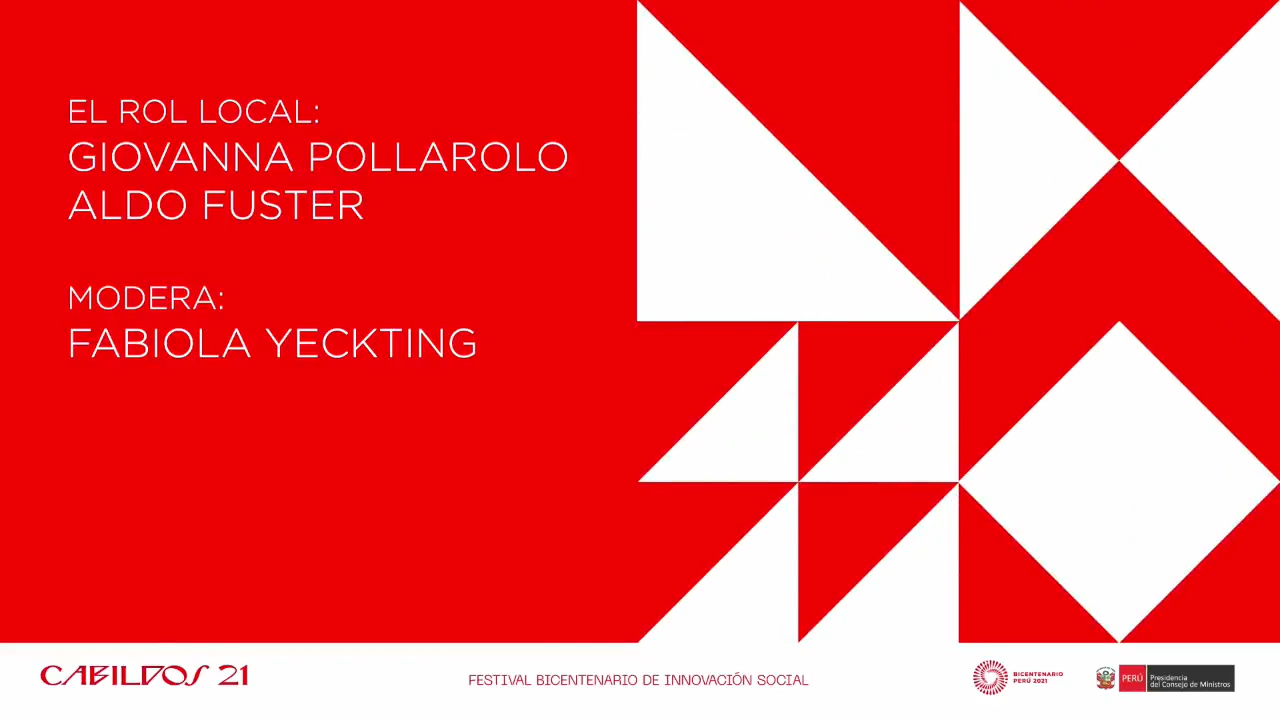 EL ROL LOCAL:
GIOVANNA POLLAROLO
ALDO FUSTER
MODERA:
FABIOLA YECKTING
CABILDOS 21
FESTIVAL BICENTENARIO DE INNOVACIÓN SOCIAL
BICENTENARIO
PERÚ 2021
PERÚ
Presidencia
del Consejo de Ministros